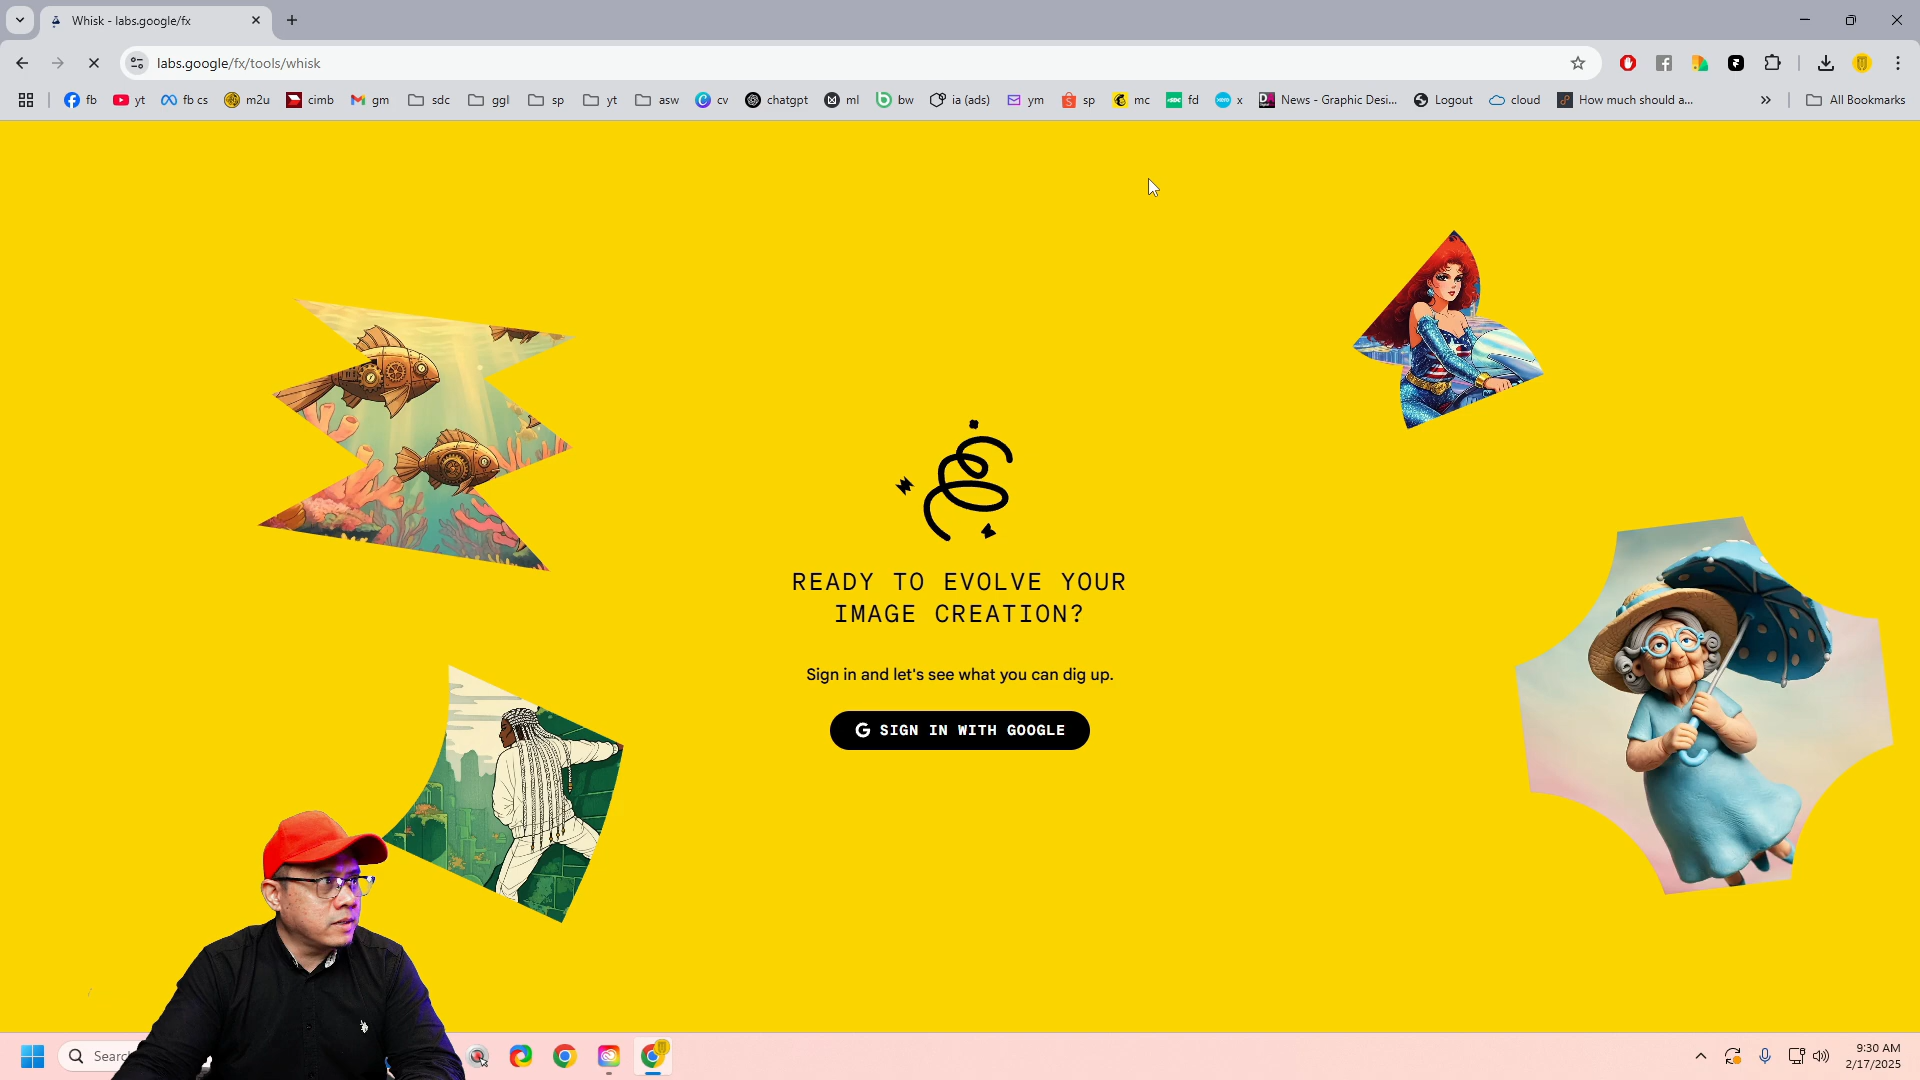 Whisk - labs.google/fx
labs.google/fx/tools/whisk
fb yt fb cs m2u cimb gm sdc ggl sp yt asw cv chatgpt ml bw ia (ads) ym sp mc fd x News - Graphic Desi... Logout cloud How much should a... All Bookmarks
READY TO EVOLVE YOUR
IMAGE CREATION?
Sign in and let's see what you can dig up.
SIGN IN WITH GOOGLE
Search
9:30 AM
2/17/2025